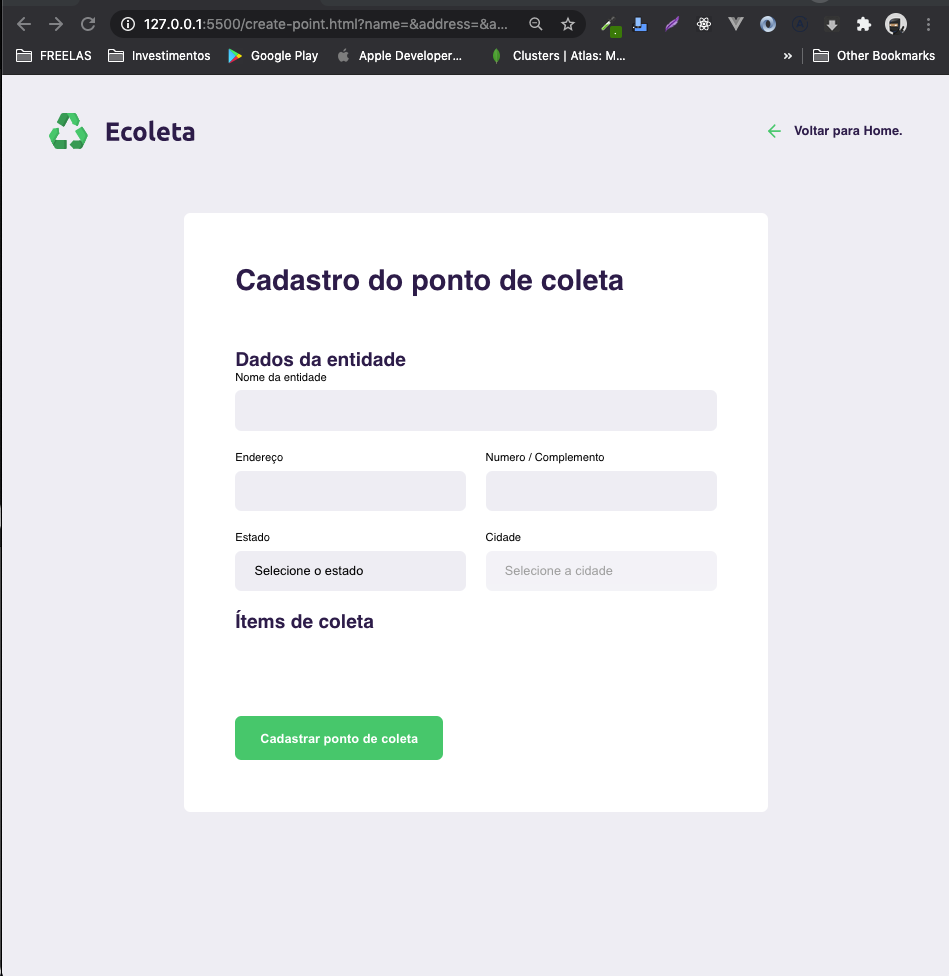 127.0.0.1:5500/create-point.html?name=&address=&a...
FREELAS Investimentos Google Play Apple Developer... Clusters | Atlas: M... » Other Bookmarks
Ecoleta
Voltar para Home.
Cadastro do ponto de coleta
Dados da entidade
Nome da entidade
Endereço Numero / Complemento
Estado Cidade
Selecione o estado Selecione a cidade
Ítems de coleta
Cadastrar ponto de coleta